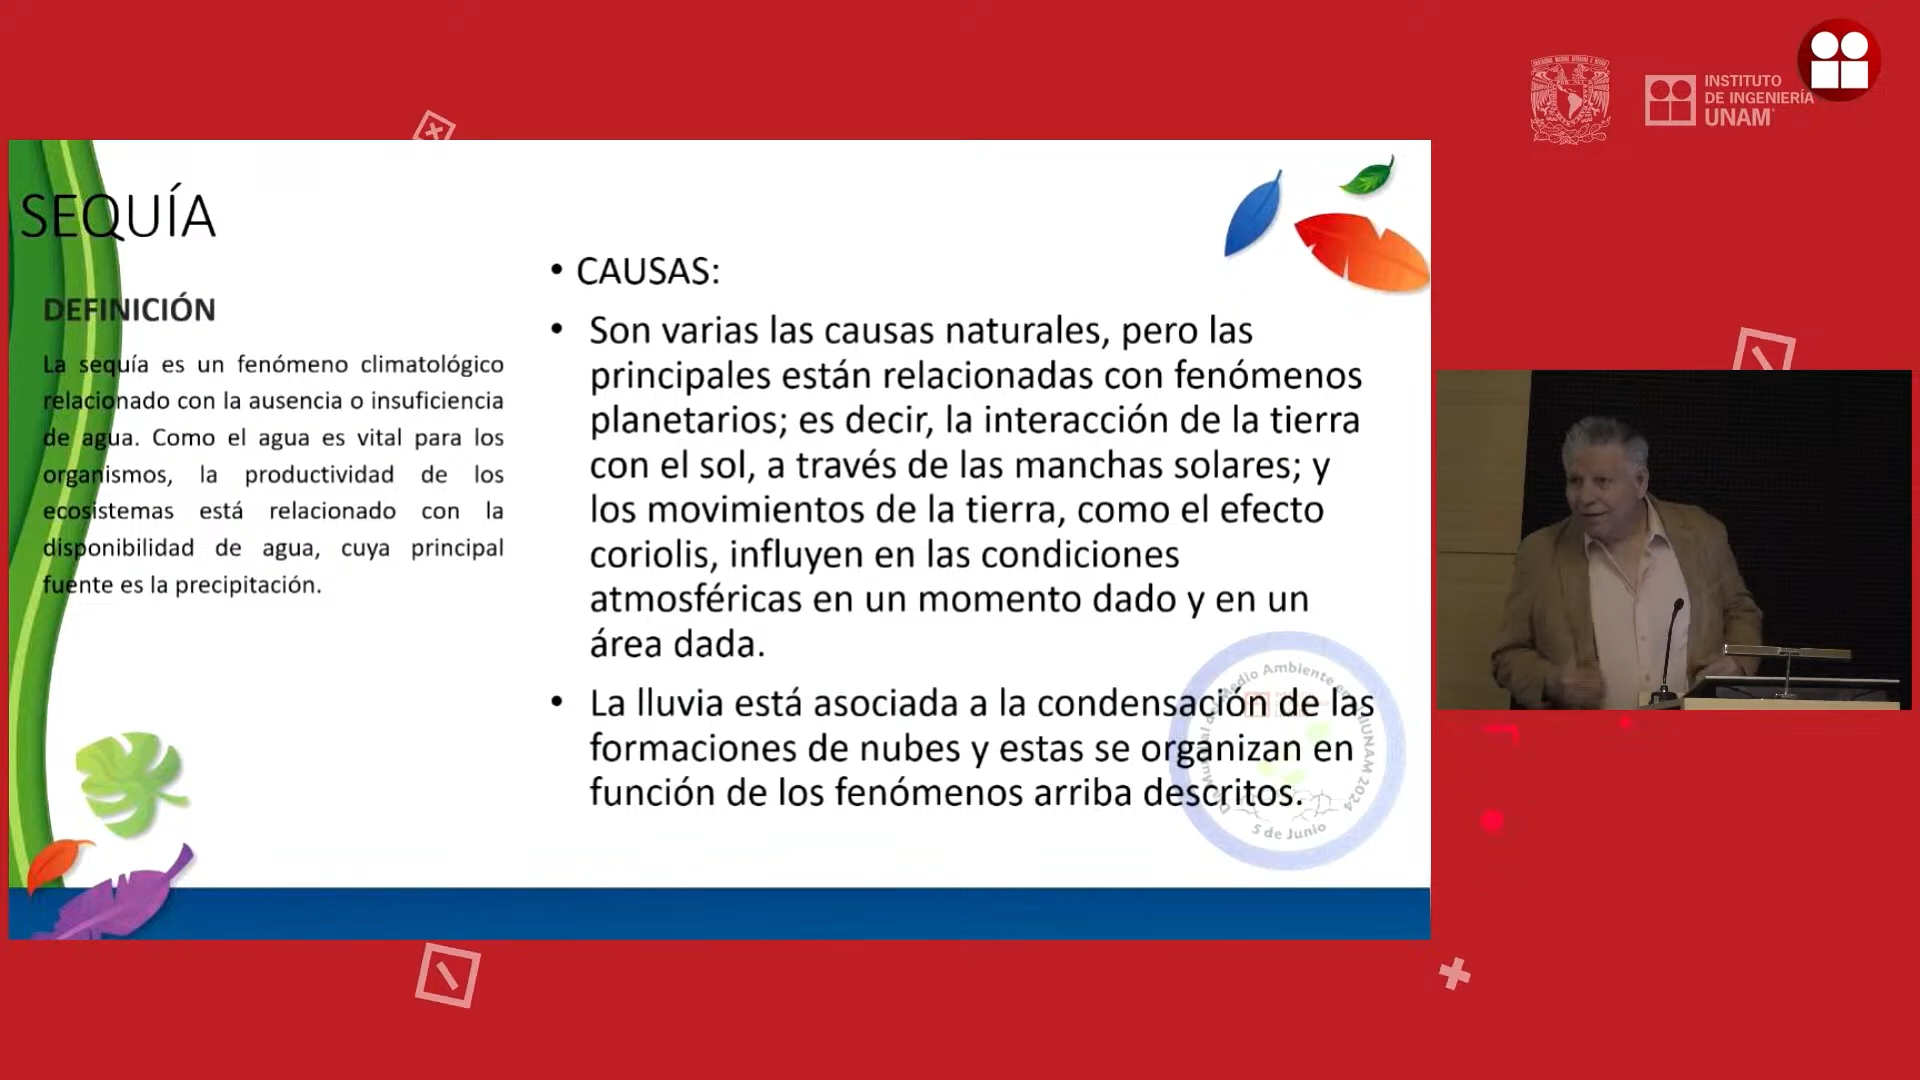 INSTITUTO
DE INGENIERÍA
UNAM
SEQUÍA
DEFINICIÓN
La sequía es un fenómeno climatológico
relacionado con la ausencia o insuficiencia
de agua. Como el agua es vital para los
organismos, la productividad de los
ecosistemas está relacionado con la
disponibilidad de agua, cuya principal
fuente es la precipitación.
• CAUSAS:
• Son varias las causas naturales, pero las
principales están relacionadas con fenómenos
planetarios; es decir, la interacción de la tierra
con el sol, a través de las manchas solares; y
los movimientos de la tierra, como el efecto
coriolis, influyen en las condiciones
atmosféricas en un momento dado y en un
área dada.
• La lluvia está asociada a la condensación de las
formaciones de nubes y estas se organizan en
función de los fenómenos arriba descritos.
Medio Ambiente
IIUNAM 2024
5 de Junio